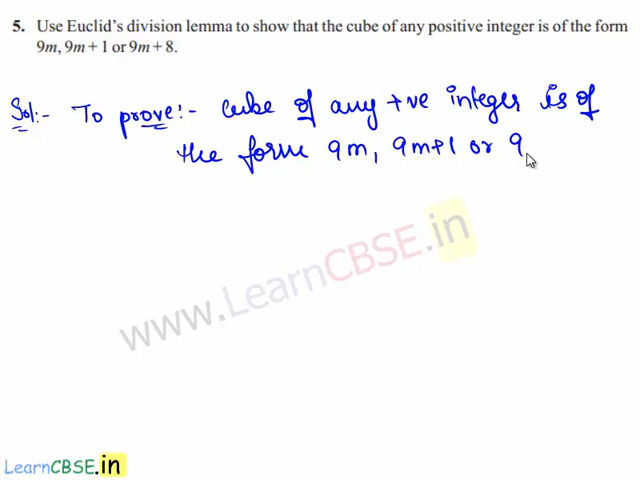 5. Use Euclid's division lemma to show that the cube of any positive integer is of the form
9m, 9m + 1 or 9m + 8.
Sol:- To prove:- Cube of any +ve integer is of
the form 9m, 9m+1 or 9
www.LearnCBSE.in
LearnCBSE.in